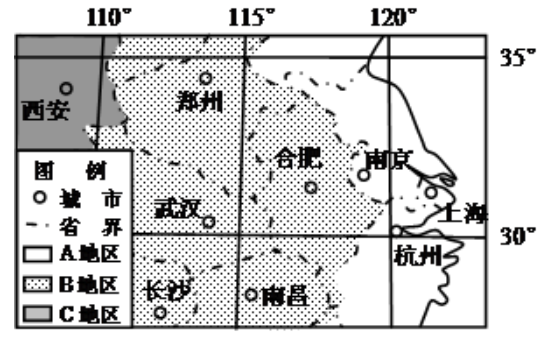 110° 115° 120°
35°
西安
郑州
合肥
南京
上海
武汉
30°
杭州
长沙
南昌
图 例
城 市
省 界
A地区
B地区
C地区